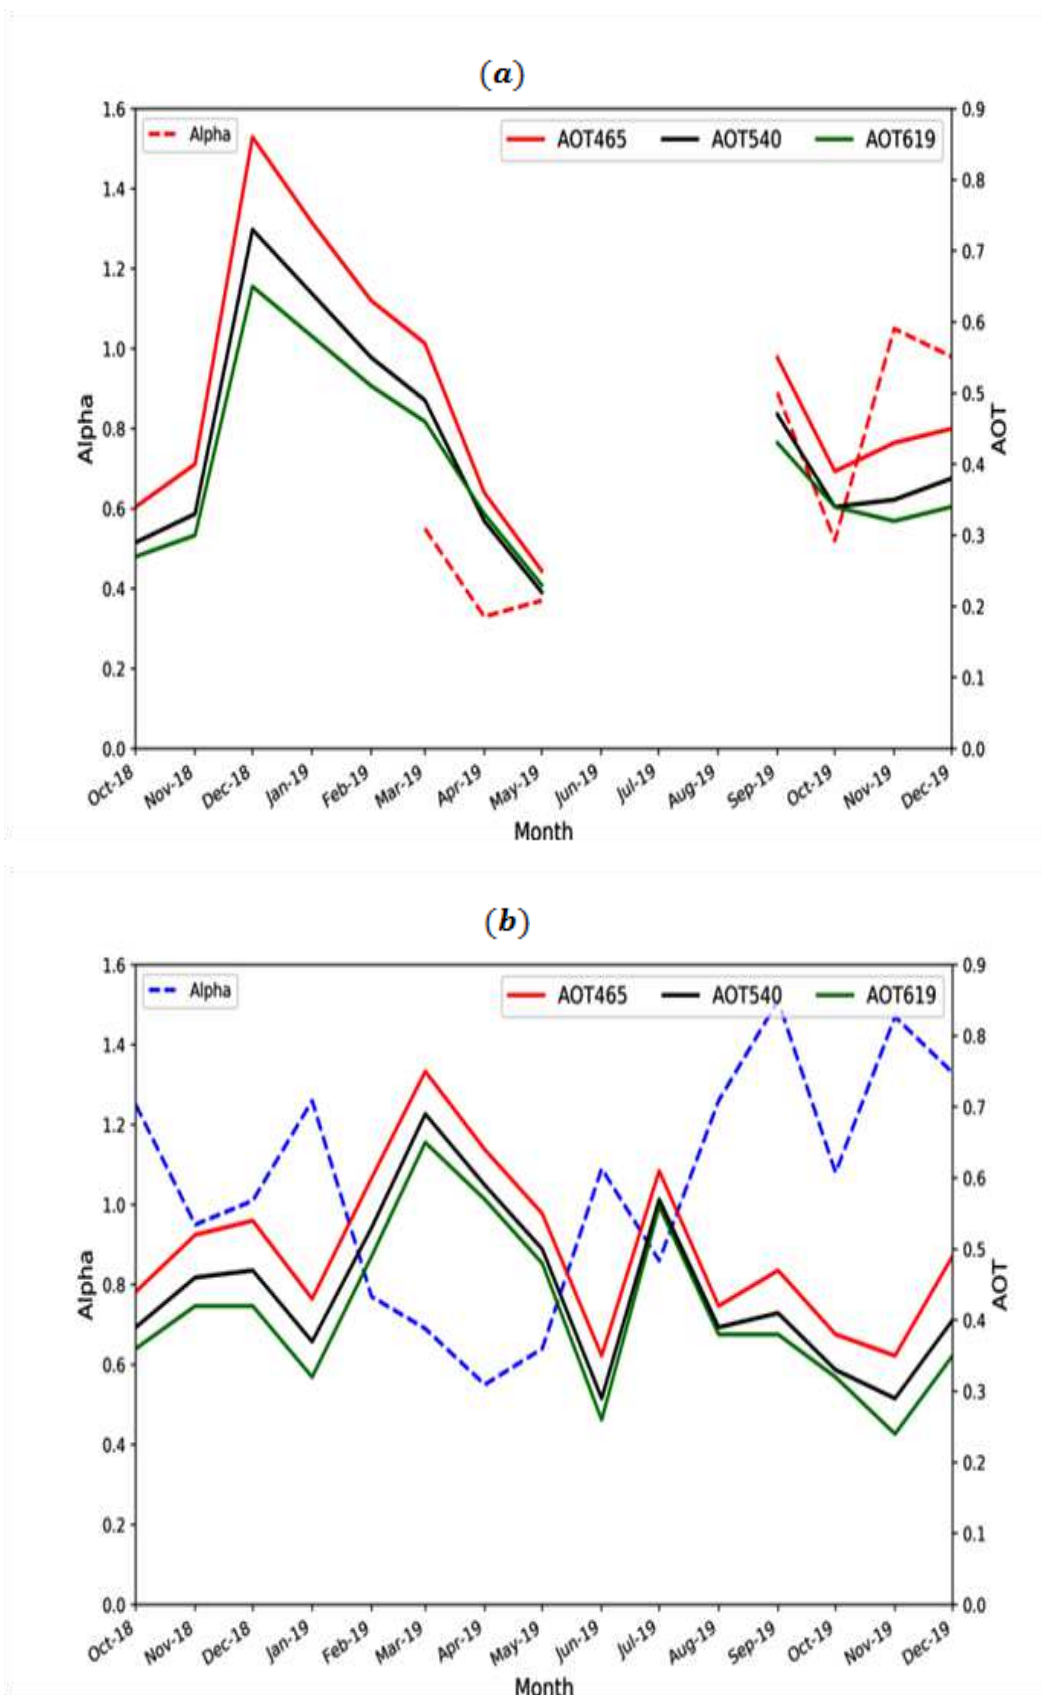 (a)
Alpha
AOT465 AOT540 AOT619
1.6
1.4
1.2
1.0
0.8
0.6
0.4
0.2
0.0
Alpha
0.9
0.8
0.7
0.6
0.5
0.4
0.3
0.2
0.1
0.0
AOT
Oct-18 Nov-18 Dec-18 Jan-19 Feb-19 Mar-19 Apr-19 May-19 Jun-19 Jul-19 Aug-19 Sep-19 Oct-19 Nov-19 Dec-19
Month
(b)
Alpha
AOT465 AOT540 AOT619
1.6
1.4
1.2
1.0
0.8
0.6
0.4
0.2
0.0
Alpha
0.9
0.8
0.7
0.6
0.5
0.4
0.3
0.2
0.1
0.0
AOT
Oct-18 Nov-18 Dec-18 Jan-19 Feb-19 Mar-19 Apr-19 May-19 Jun-19 Jul-19 Aug-19 Sep-19 Oct-19 Nov-19 Dec-19
Month